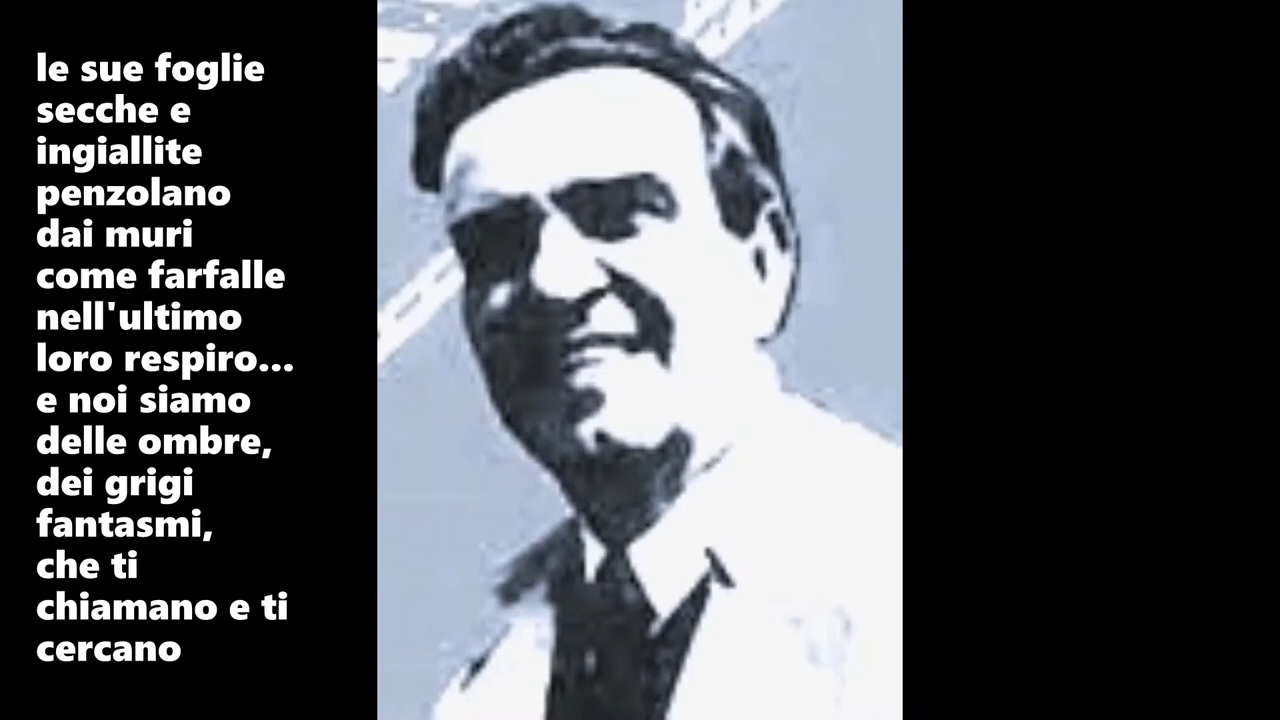 le sue foglie
secche e
ingiallite
penzolano
dai muri
come farfalle
nell'ultimo
loro respiro...
e noi siamo
delle ombre,
dei grigi
fantasmi,
che ti
chiamano e ti
cercano